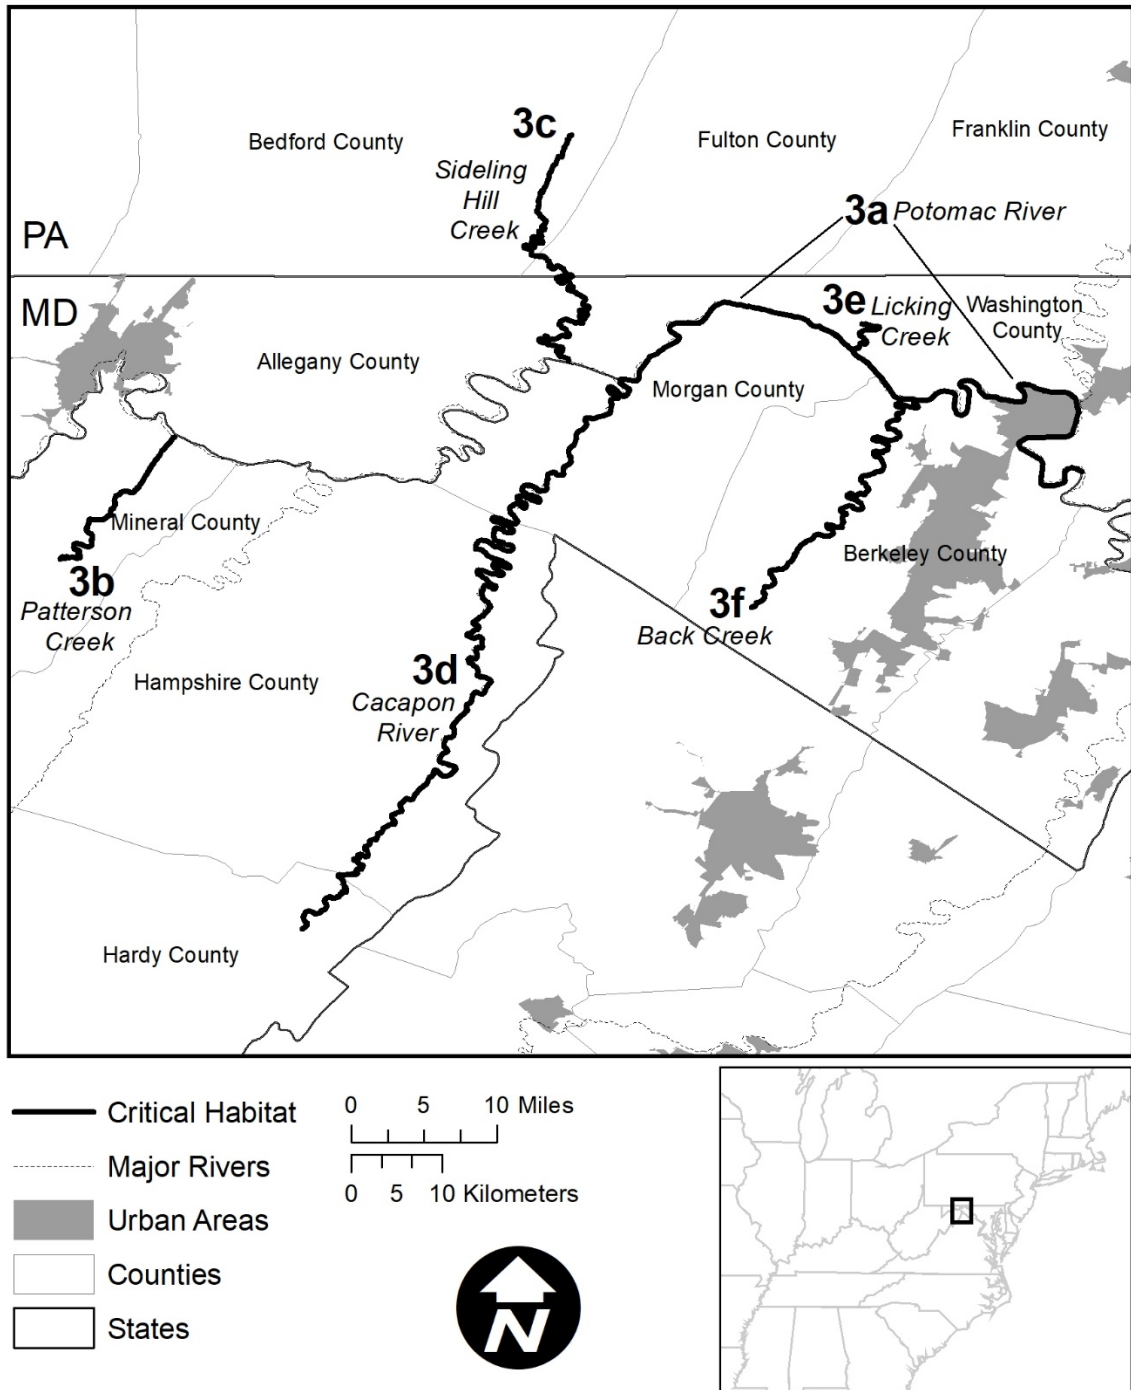 3c
Bedford County
Fulton County
Franklin County
Sideling
Hill
Creek
3a Potomac River
PA
MD
3e Licking
Creek
Washington
County
Allegany County
Morgan County
Mineral County
3b
Patterson
Creek
Berkeley County
3f
Back Creek
Hampshire County
3d
Cacapon
River
Hardy County
Critical Habitat
Major Rivers
Urban Areas
Counties
States
0 5 10 Miles
0 5 10 Kilometers
N